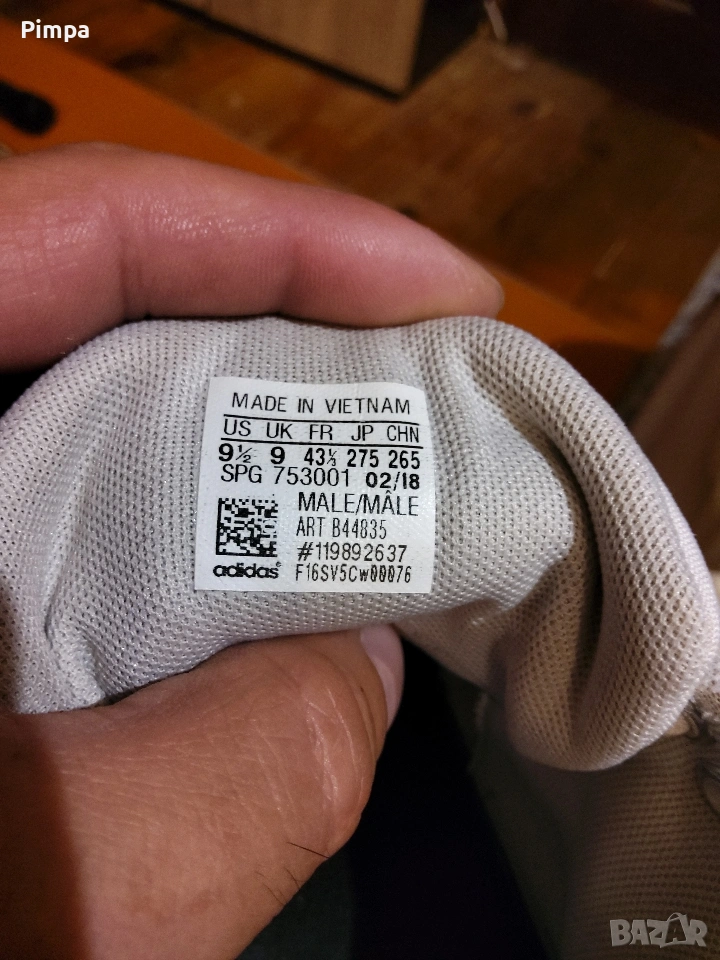 Pimpa
MADE IN VIETNAM
US UK FR JP CHN
9½ 9 43⅓ 275 265
SPG 753001 02/18
MALE/MÂLE
ART B44835
#119892637
adidas F16SV5Cw00076
BAZAR